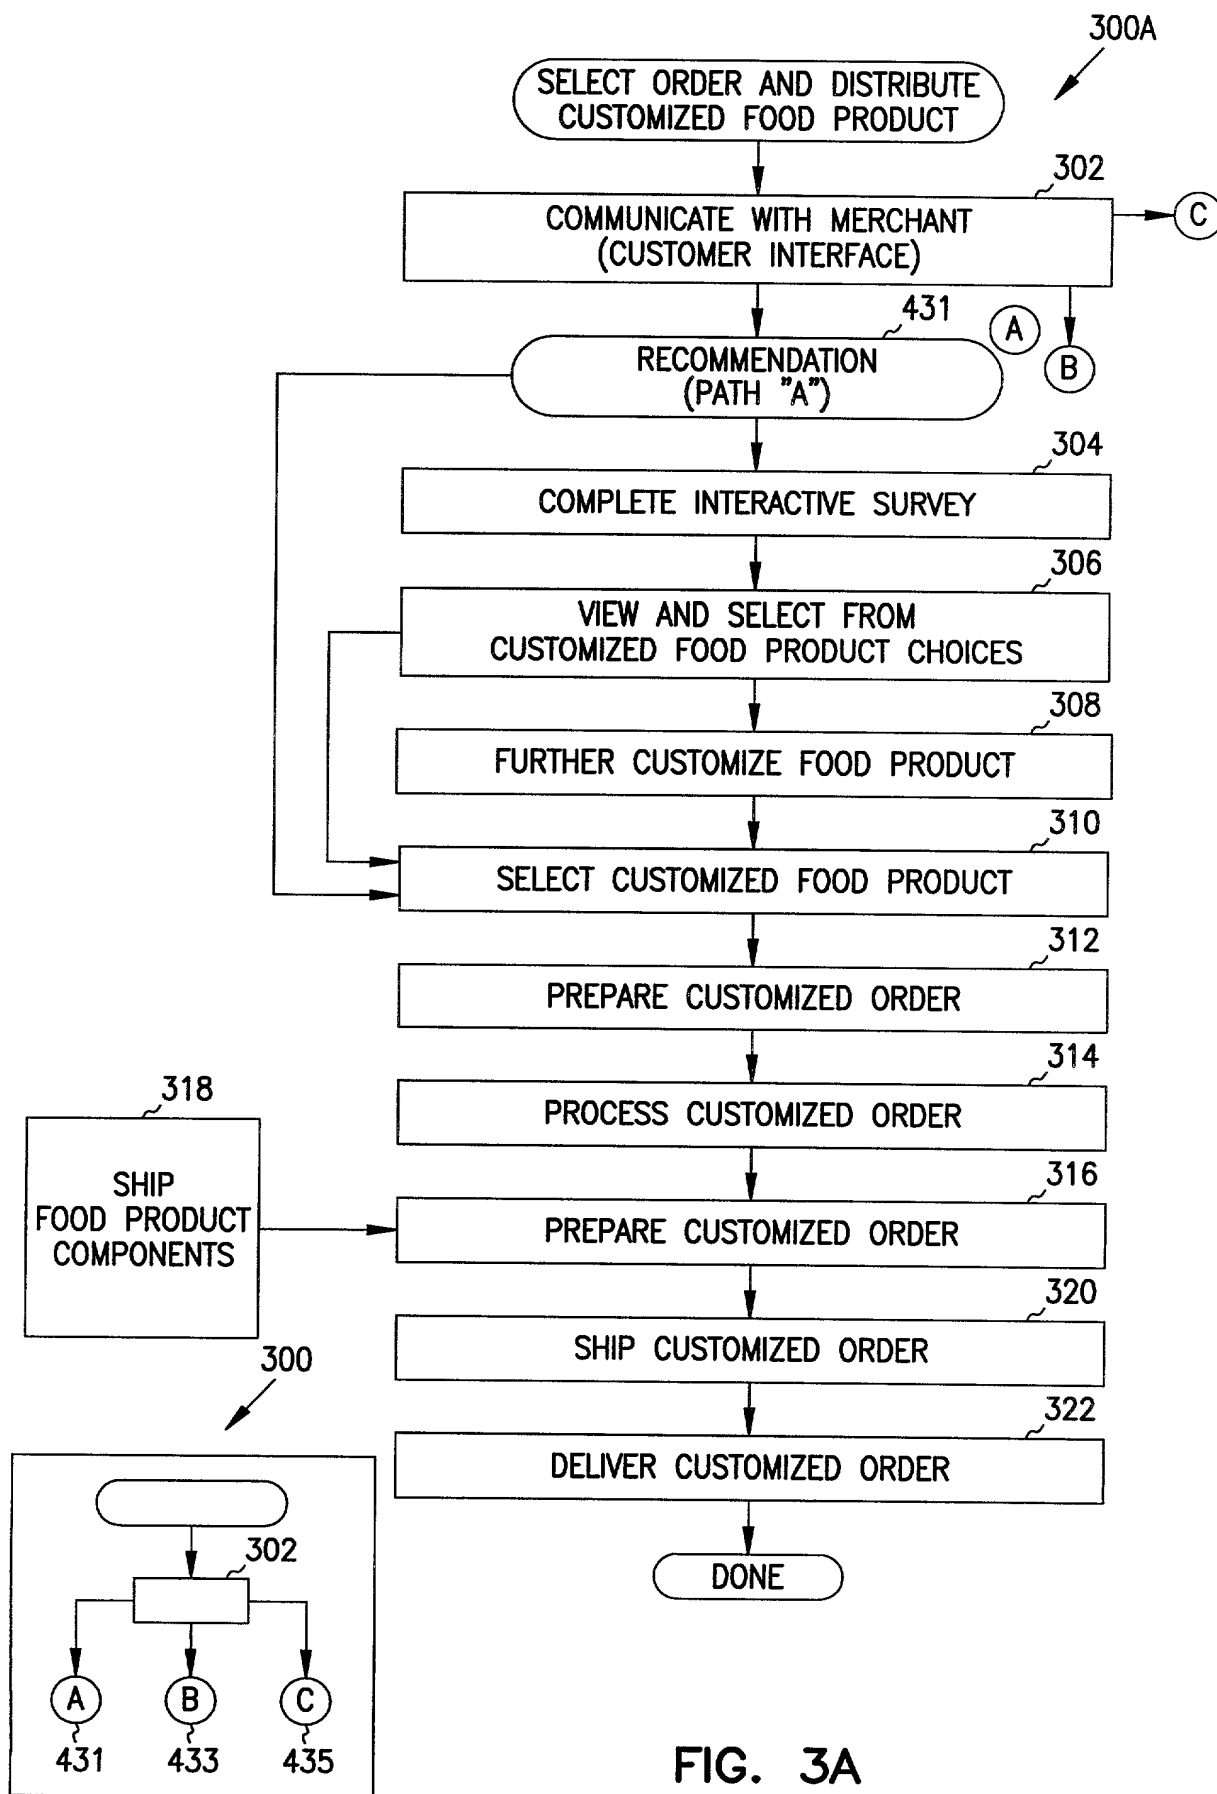 300A
SELECT ORDER AND DISTRIBUTE
CUSTOMIZED FOOD PRODUCT
302
COMMUNICATE WITH MERCHANT
(CUSTOMER INTERFACE)
C
431
A
B
RECOMMENDATION
(PATH "A")
304
COMPLETE INTERACTIVE SURVEY
306
VIEW AND SELECT FROM
CUSTOMIZED FOOD PRODUCT CHOICES
308
FURTHER CUSTOMIZE FOOD PRODUCT
310
SELECT CUSTOMIZED FOOD PRODUCT
312
PREPARE CUSTOMIZED ORDER
314
PROCESS CUSTOMIZED ORDER
318
SHIP
FOOD PRODUCT
COMPONENTS
316
PREPARE CUSTOMIZED ORDER
320
SHIP CUSTOMIZED ORDER
322
DELIVER CUSTOMIZED ORDER
DONE
300
302
A
B
C
431
433
435
FIG. 3A